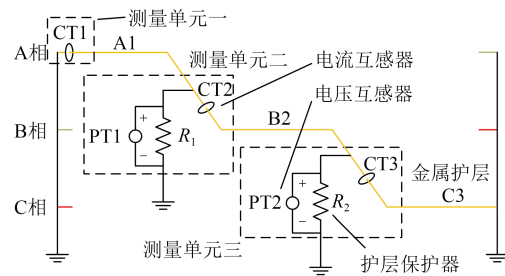 测量单元一
CT1
A相
A1
测量单元二
电流互感器
CT2
电压互感器
PT1
+
−
R1
B相
B2
CT3
金属护层
C3
C相
PT2
+
−
R2
测量单元三
护层保护器